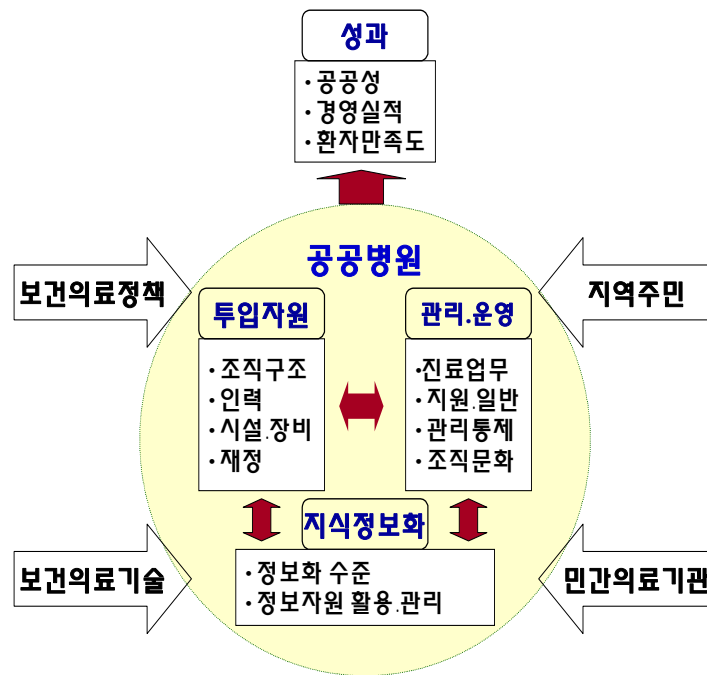 성과
·공공성
·경영실적
·환자만족도
공공병원
보건의료정책
지역주민
투입자원
·조직구조
·인력
·시설.장비
·재정
관리.운영
·진료업무
·지원.일반
·관리통제
·조직문화
지식정보화
·정보화 수준
·정보자원 활용.관리
보건의료기술
민간의료기관